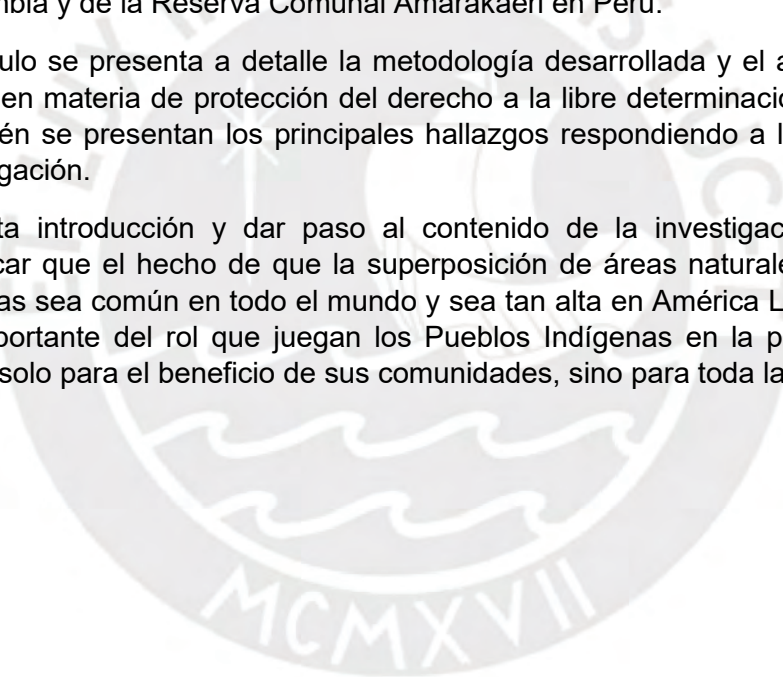 mbia y de la Reserva Comunal Amarakaeri en Perú.
ulo se presenta a detalle la metodología desarrollada y el a
en materia de protección del derecho a la libre determinació
én se presentan los principales hallazgos respondiendo a l
gación.
ta introducción y dar paso al contenido de la investigac
car que el hecho de que la superposición de áreas naturale
as sea común en todo el mundo y sea tan alta en América L
portante del rol que juegan los Pueblos Indígenas en la p
solo para el beneficio de sus comunidades, sino para toda la
MCMXVII